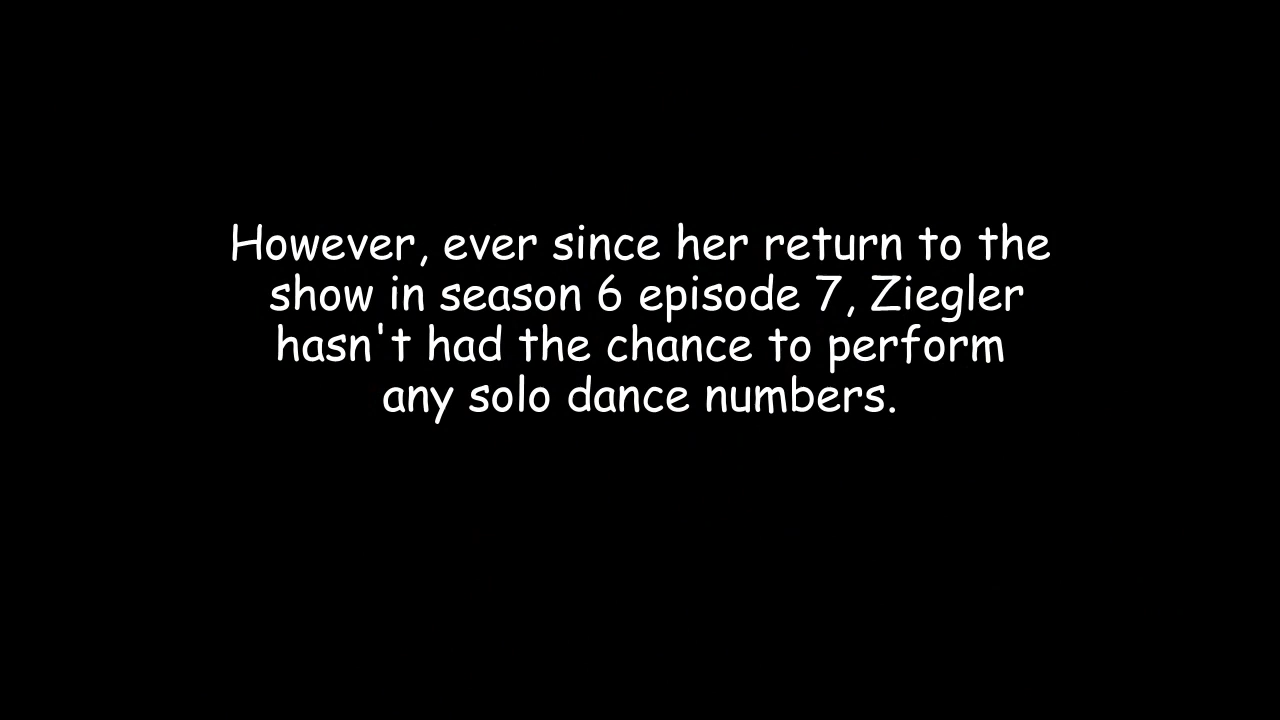 However, ever since her return to the
show in season 6 episode 7, Ziegler
hasn't had the chance to perform
any solo dance numbers.